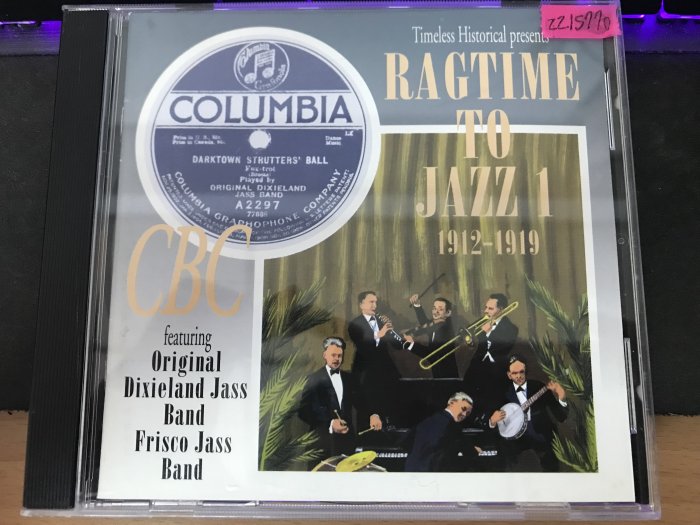 ZZ15770
Timeless Historical presents
RAGTIME
TO
JAZZ 1
1912-1919
Columbia
COLUMBIA
DARKTOWN STRUTTERS' BALL
Fox-trot
Played by
ORIGINAL DIXIELAND
JASS BAND
A2297
COLUMBIA GRAPHOPHONE COMPANY
CBC
featuring
Original
Dixieland Jass
Band
Frisco Jass
Band